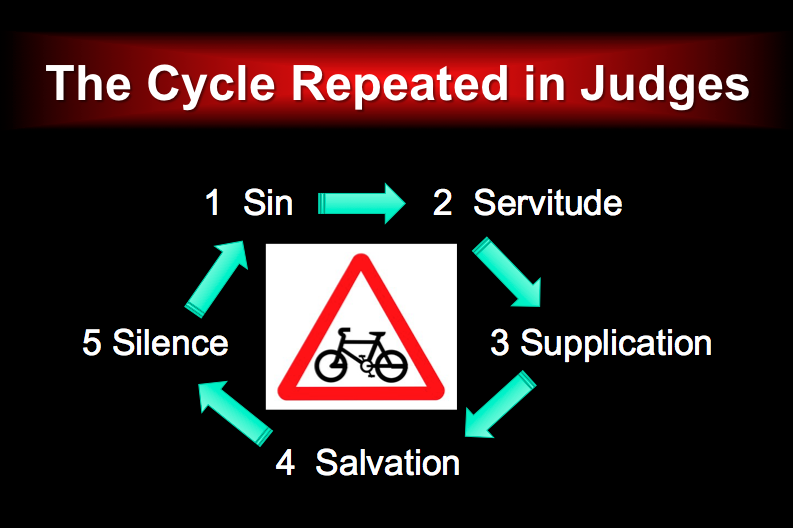 The Cycle Repeated in Judges
1 Sin
2 Servitude
3 Supplication
4 Salvation
5 Silence